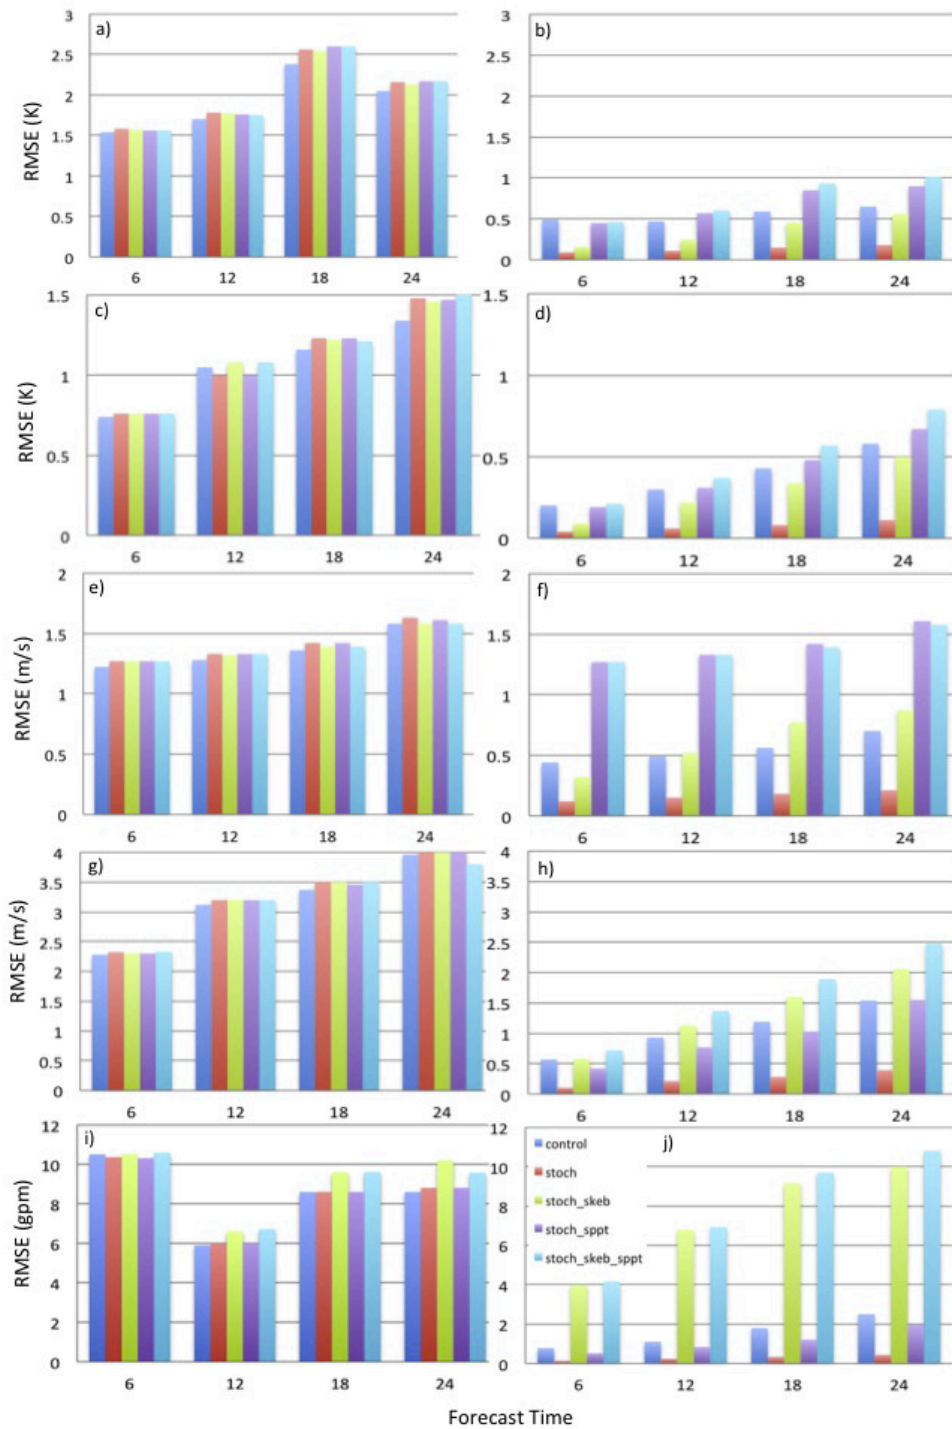 a)
3
2.5
2
1.5
1
0.5
0
RMSE (K)
6 12 18 24
b)
3
2.5
2
1.5
1
0.5
0
6 12 18 24
c)
1.5
1
0.5
0
RMSE (K)
6 12 18 24
d)
1.5
1
0.5
0
6 12 18 24
e)
2
1.5
1
0.5
0
RMSE (m/s)
6 12 18 24
f)
2
1.5
1
0.5
0
6 12 18 24
g)
4
3.5
3
2.5
2
1.5
1
0.5
0
RMSE (m/s)
6 12 18 24
h)
4
3.5
3
2.5
2
1.5
1
0.5
0
6 12 18 24
i)
12
10
8
6
4
2
0
RMSE (gpm)
6 12 18 24
j)
12
10
8
6
4
2
0
control
stoch
stoch_skeb
stoch_sppt
stoch_skeb_sppt
6 12 18 24
Forecast Time